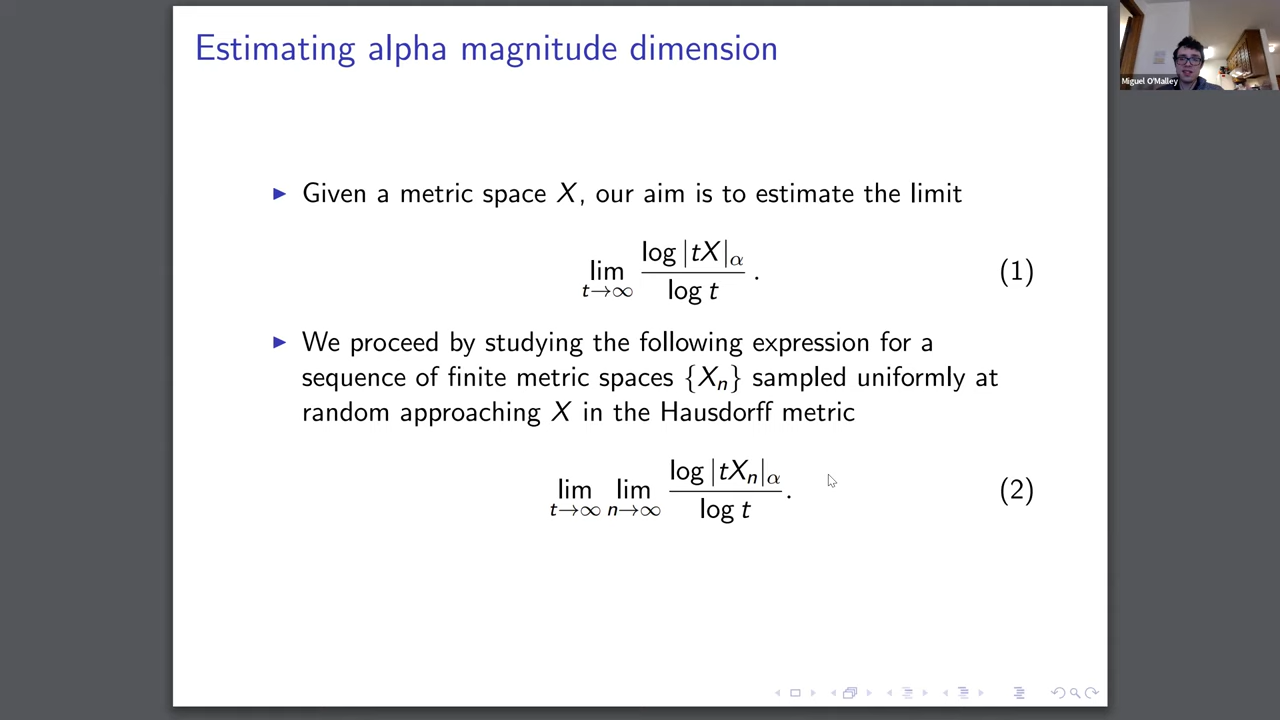 Estimating alpha magnitude dimension
Miguel O'Malley
▶ Given a metric space X, our aim is to estimate the limit
lim_{t→∞} log |tX|_α / log t . (1)
▶ We proceed by studying the following expression for a
sequence of finite metric spaces {X_n} sampled uniformly at
random approaching X in the Hausdorff metric
lim_{t→∞} lim_{n→∞} log |tX_n|_α / log t . (2)